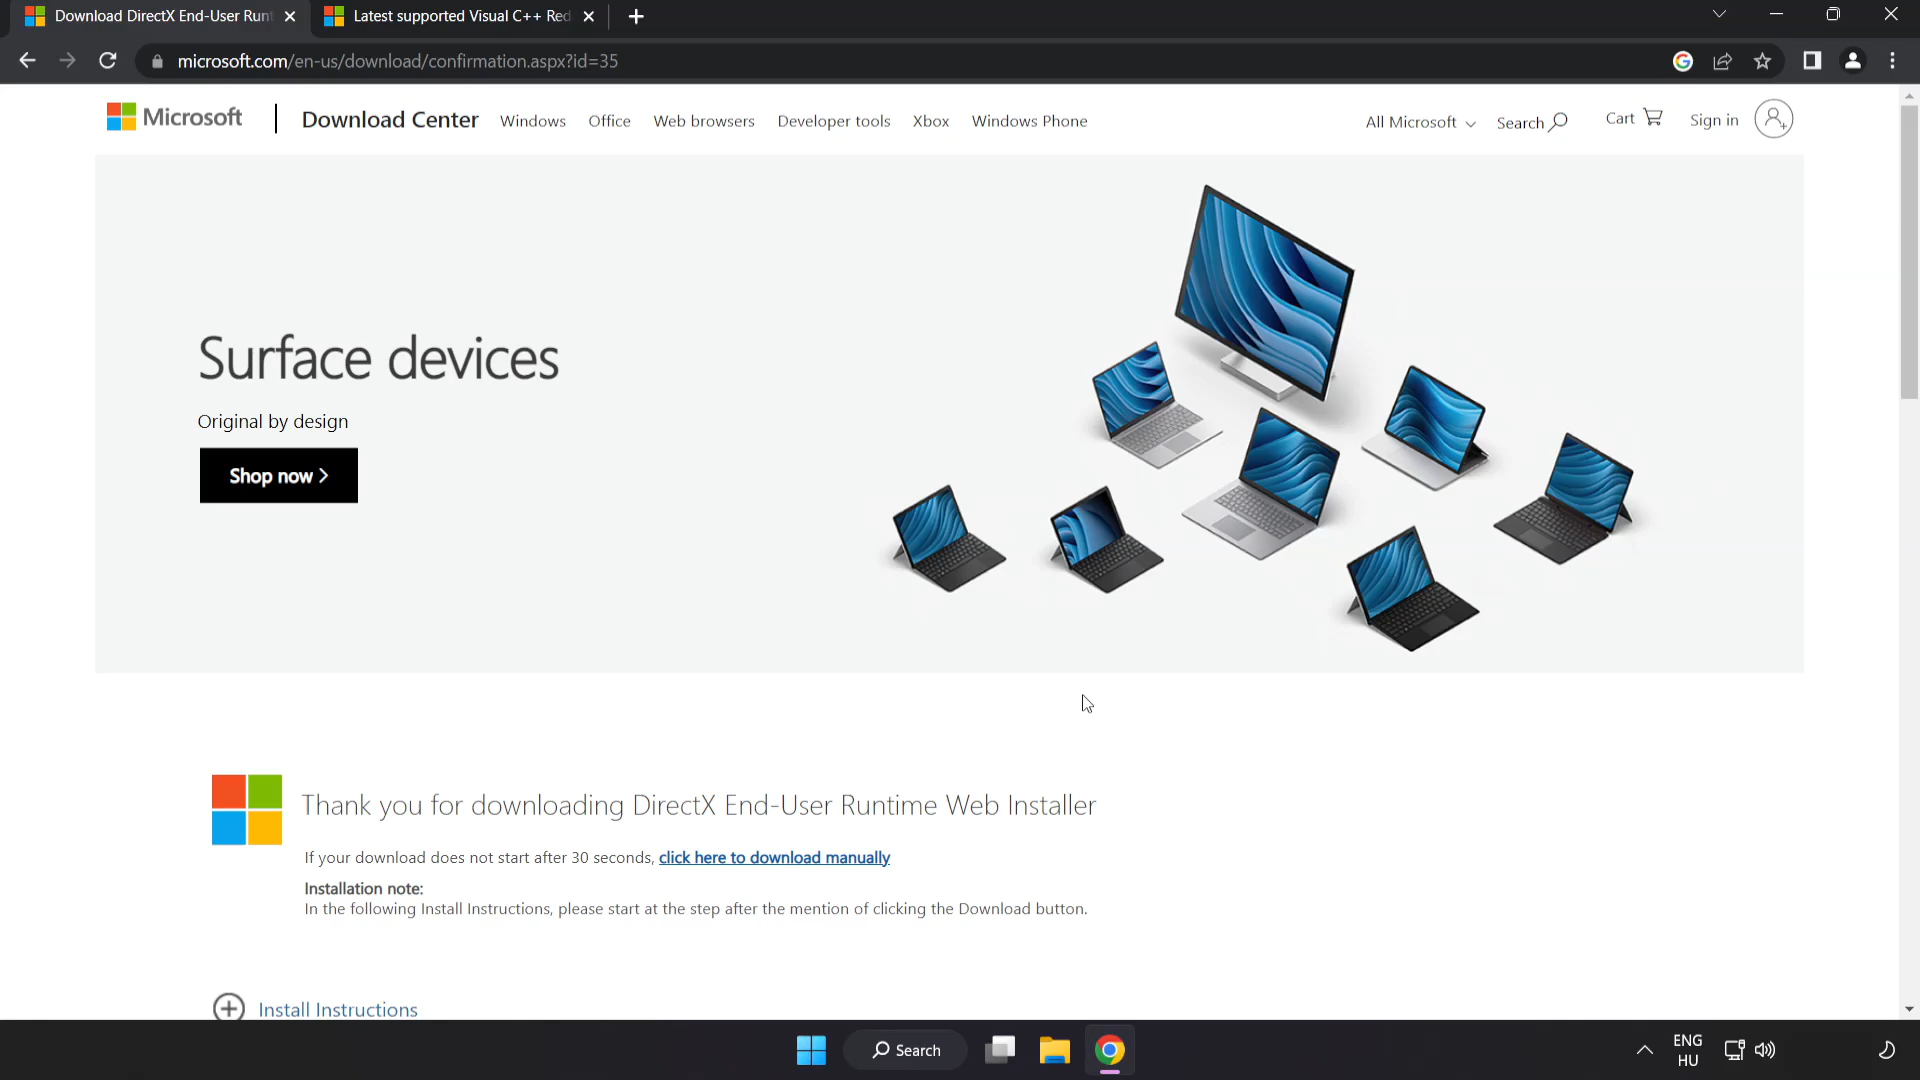 Download DirectX End-User Runt
Latest supported Visual C++ Red
microsoft.com/en-us/download/confirmation.aspx?id=35
Microsoft
Download Center
Windows
Office
Web browsers
Developer tools
Xbox
Windows Phone
All Microsoft
Search
Cart
Sign in
Surface devices
Original by design
Shop now
Thank you for downloading DirectX End-User Runtime Web Installer
If your download does not start after 30 seconds, click here to download manually
Installation note:
In the following Install Instructions, please start at the step after the mention of clicking the Download button.
Install Instructions
Search
ENG
HU